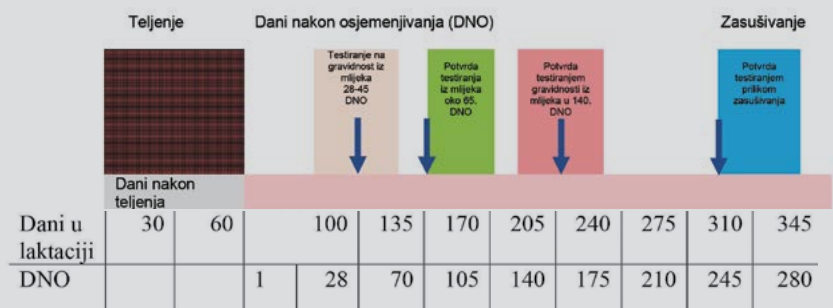 Teljenje Dani nakon osjemenjivanja (DNO) Zasušivanje
Testiranje na
gravidnost iz
mlijeka
28-45
DNO
Potvrda
testiranja
iz mlijeka
oko 65.
DNO
Potvrda
testiranjem
gravidnosti iz
mlijeka u 140.
DNO
Potvrda
testiranjem
prilikom
zasušivanja
Dani nakon
teljenja
Dani u
laktaciji 30 60 100 135 170 205 240 275 310 345
DNO 1 28 70 105 140 175 210 245 280